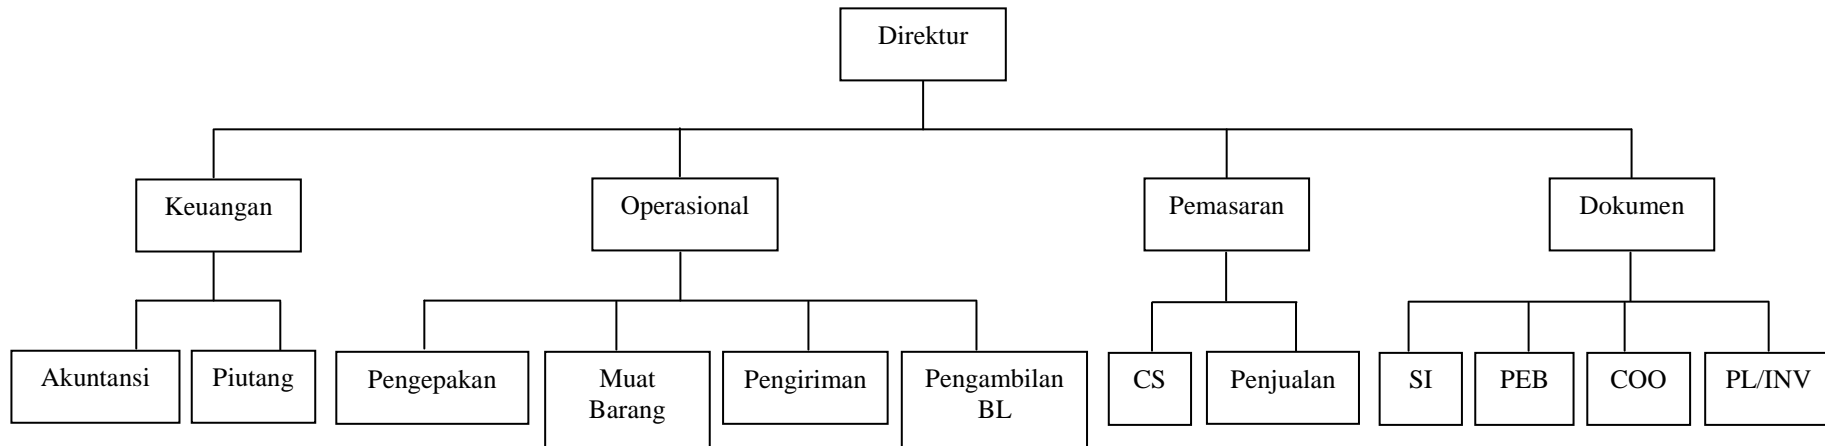 Direktur
Keuangan
Operasional
Pemasaran
Dokumen
Akuntansi
Piutang
Pengepakan
Muat
Barang
Pengiriman
Pengambilan
BL
CS
Penjualan
SI
PEB
COO
PL/INV